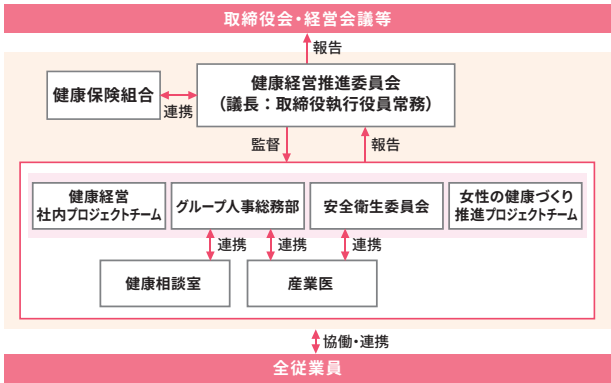 取締役会・経営会議等
報告
健康保険組合
連携
健康経営推進委員会
（議長：取締役執行役員常務）
監督
報告
健康経営
社内プロジェクトチーム
グループ人事総務部
安全衛生委員会
女性の健康づくり
推進プロジェクトチーム
連携
連携
連携
健康相談室
産業医
協働・連携
全従業員